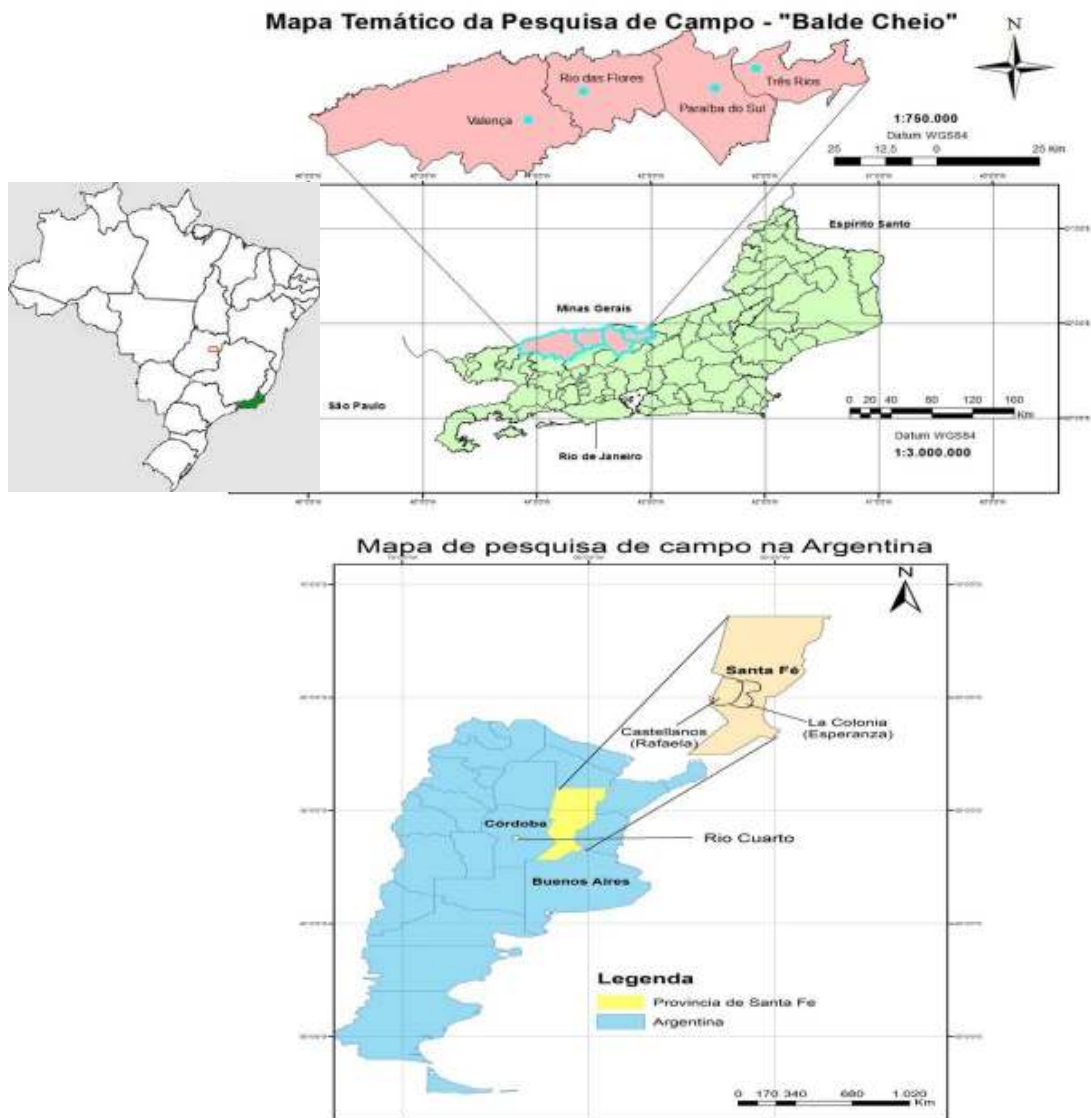 Mapa Temático da Pesquisa de Campo - "Balde Cheio"
N
Rio das Flores
Três Rios
Valença
Paraíba do Sul
1:750.000
Datum WGS84
25 12,5 0 25 Km
Espírito Santo
Minas Gerais
São Paulo
Rio de Janeiro
0 20 40 80 120 160
Km
Datum WGS84
1:3.000.000
Mapa de pesquisa de campo na Argentina
N
Santa Fé
Castellanos
(Rafaela)
La Colonia
(Esperanza)
Córdoba
Rio Cuarto
Buenos Aires
Legenda
Provincia de Santa Fe
Argentina
0 170 340 680 1.020
Km